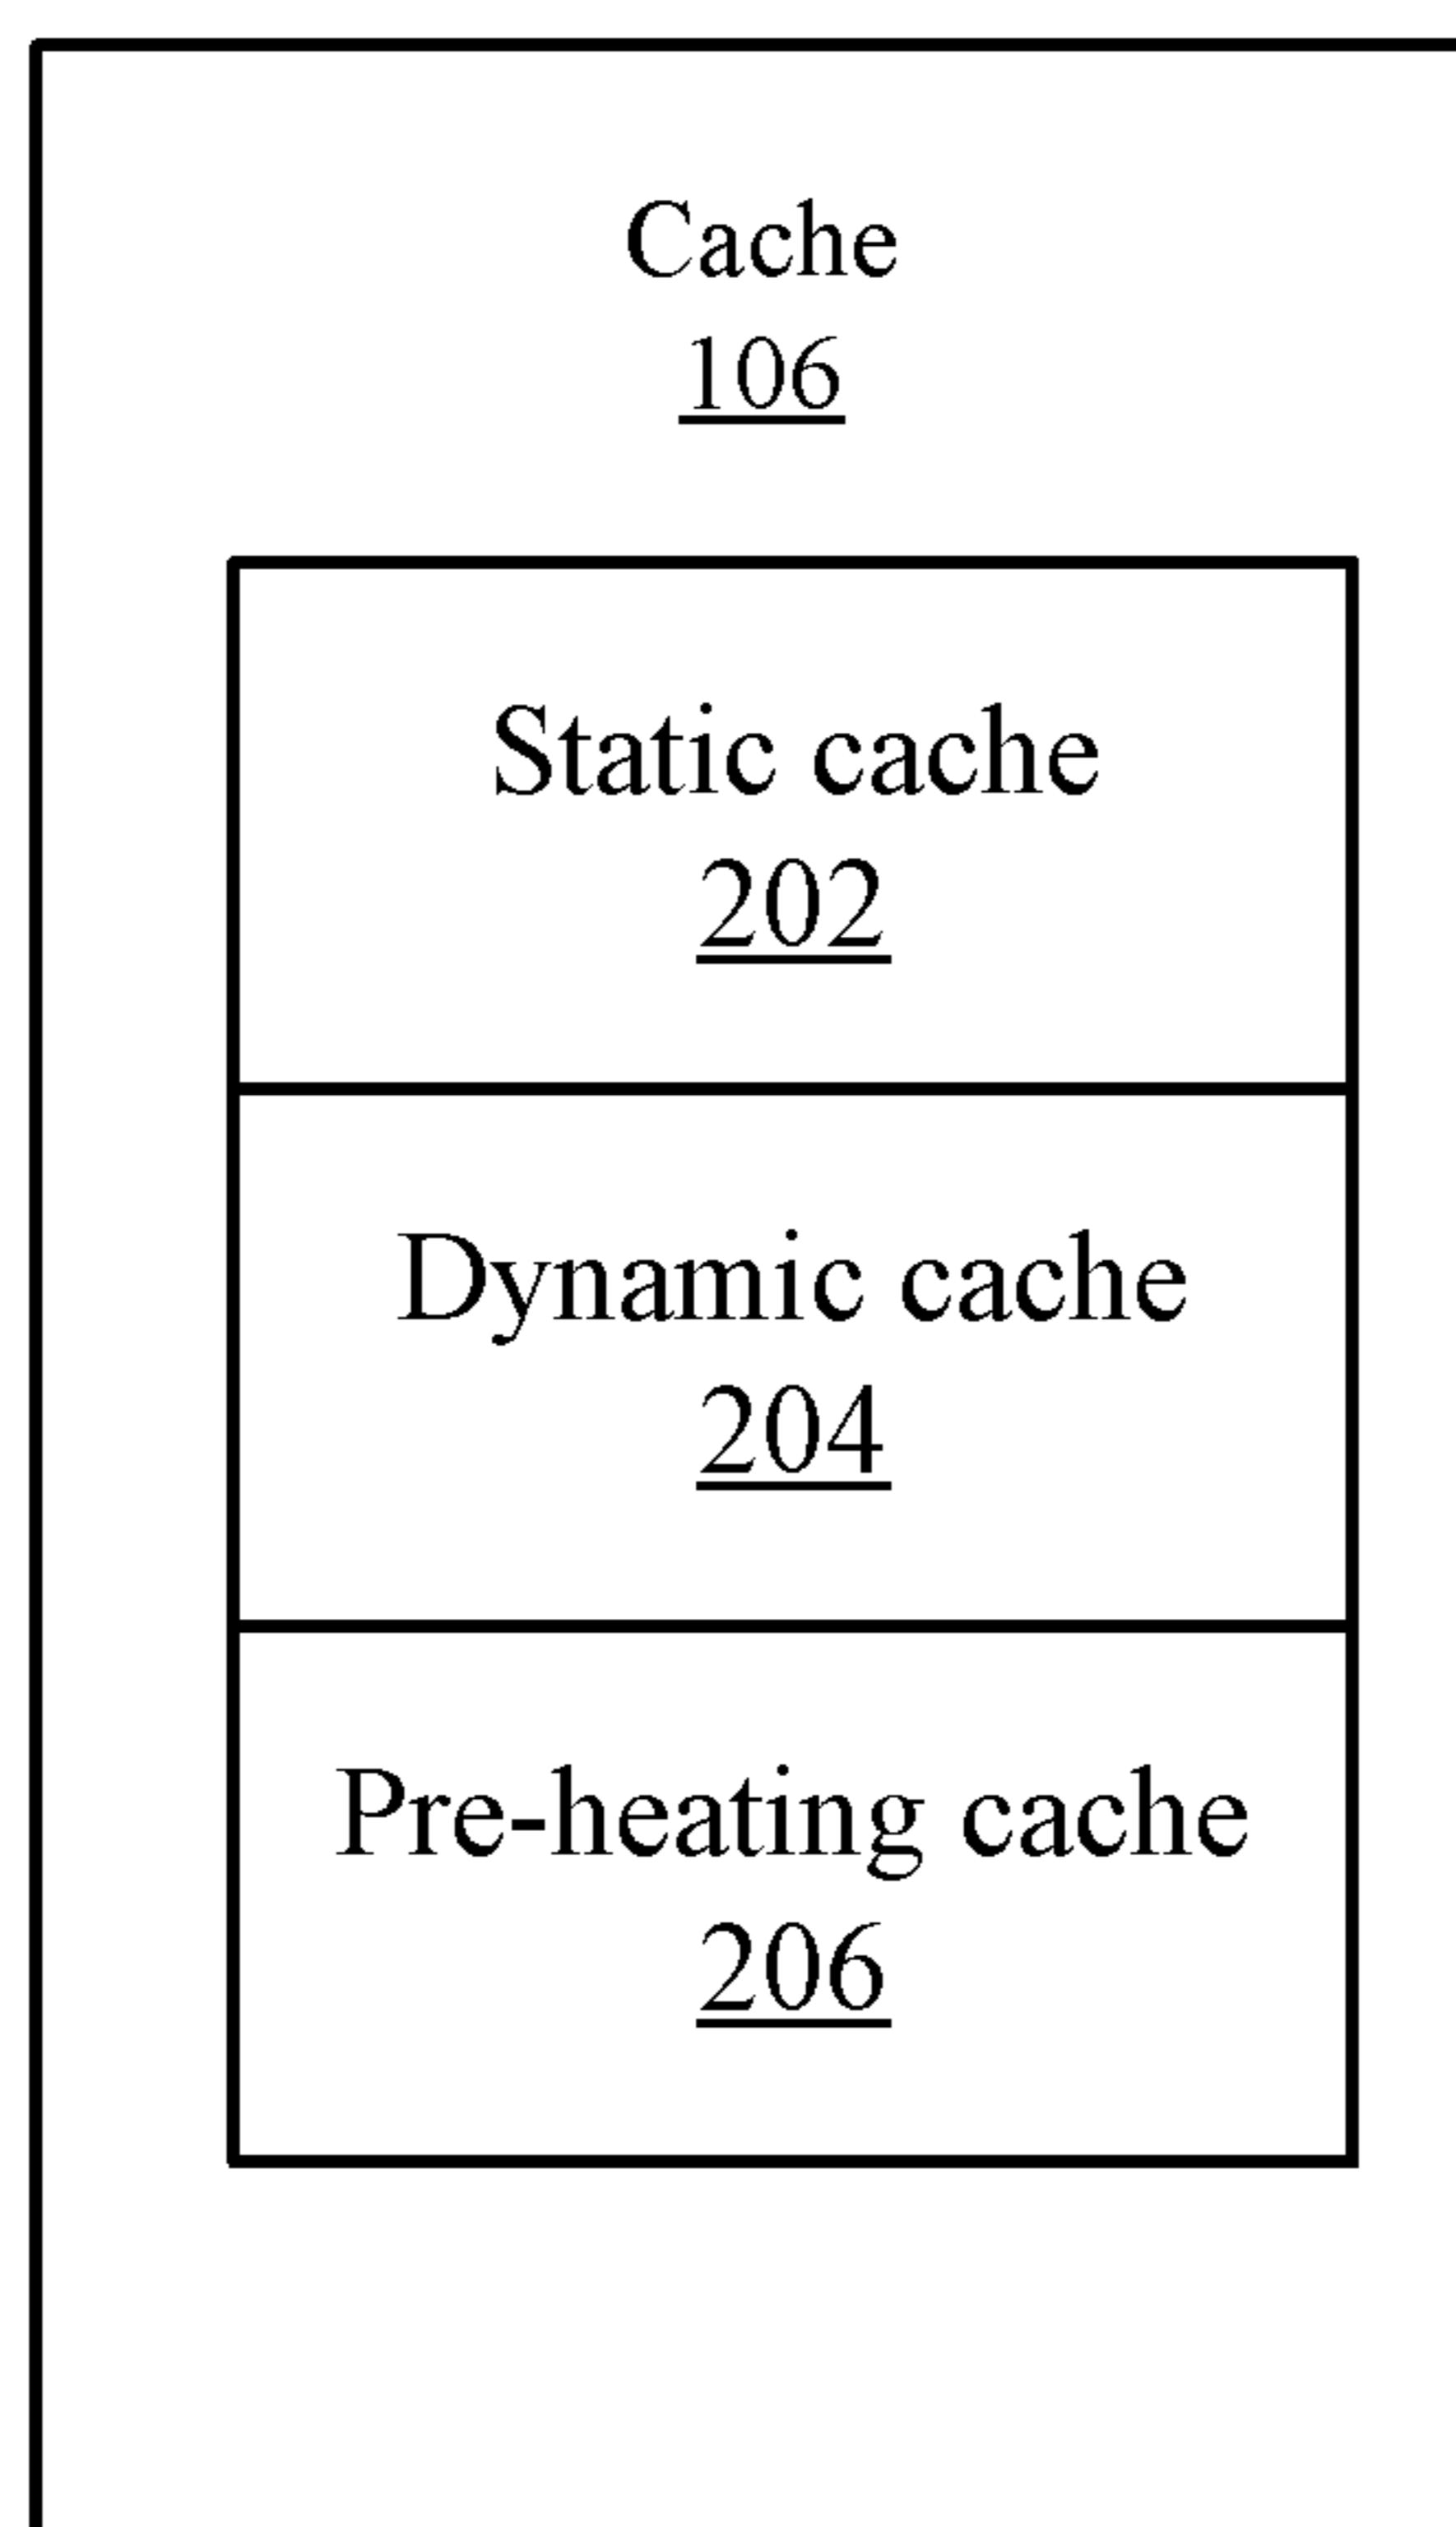 Cache
106
Static cache
202
Dynamic cache
204
Pre-heating cache
206